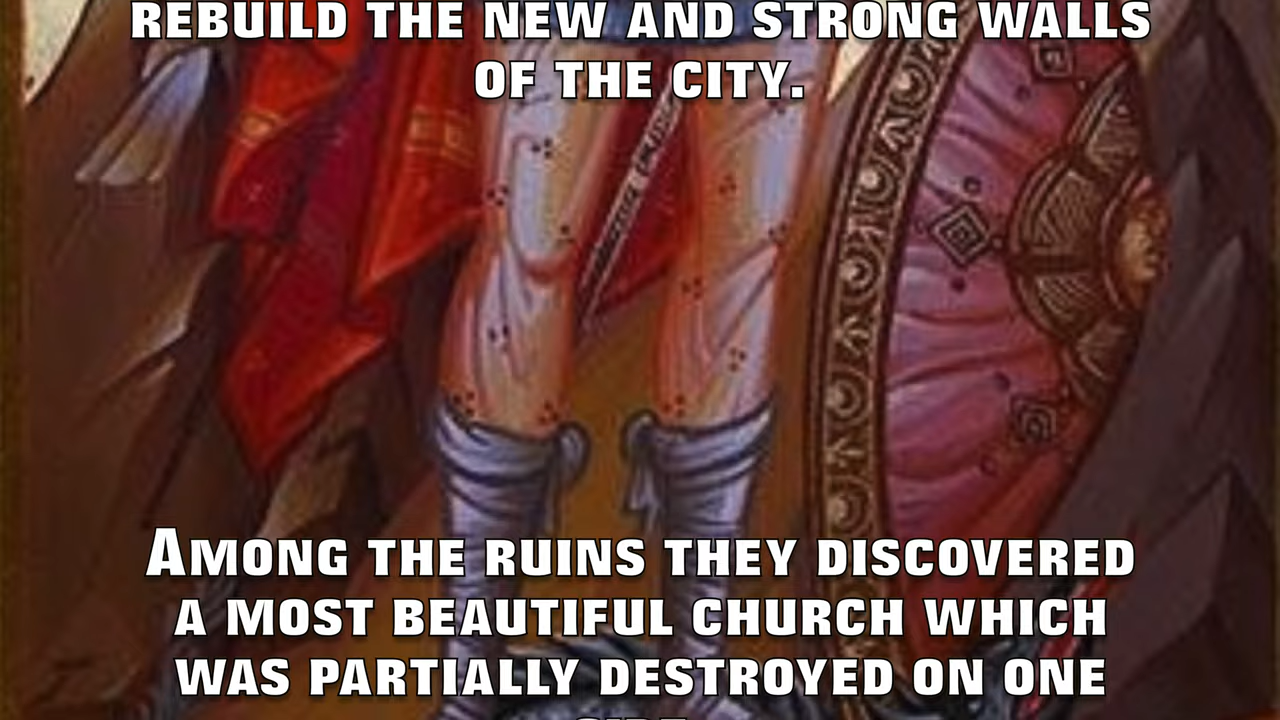 REBUILD THE NEW AND STRONG WALLS
OF THE CITY.
AMONG THE RUINS THEY DISCOVERED
A MOST BEAUTIFUL CHURCH WHICH
WAS PARTIALLY DESTROYED ON ONE